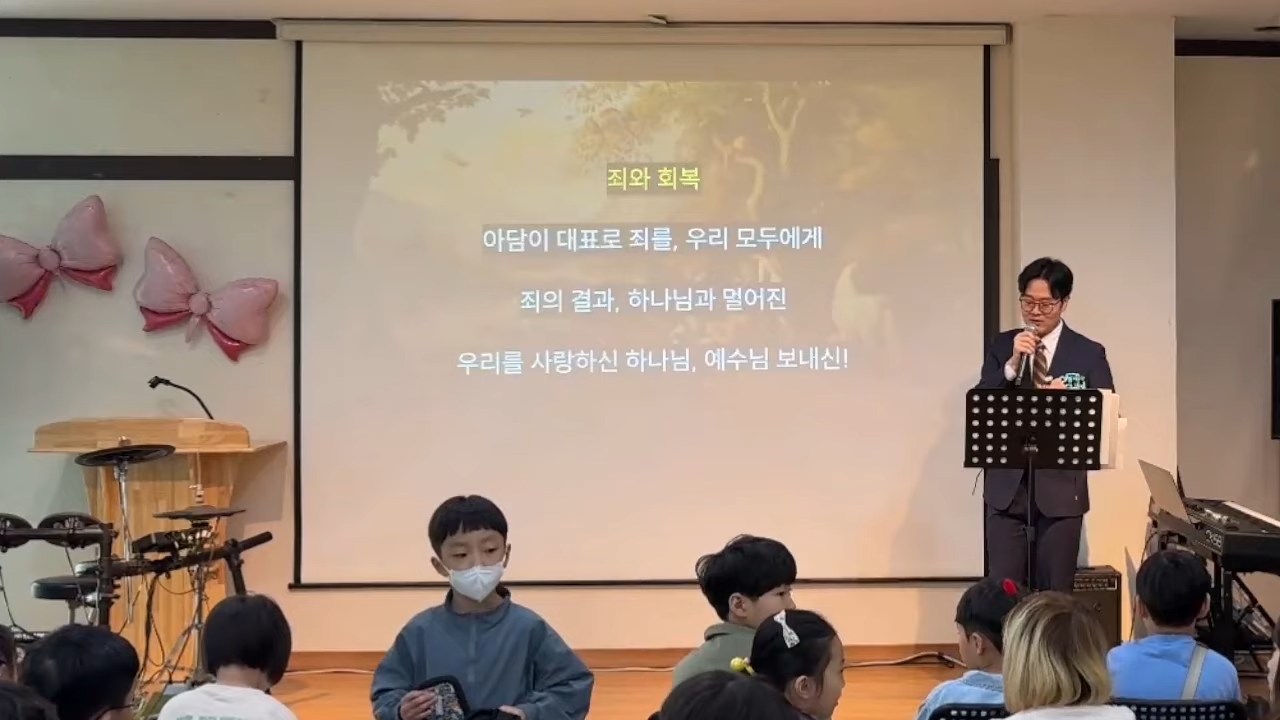 죄와 회복
아담이 대표로 죄를, 우리 모두에게
죄의 결과, 하나님과 멀어진
우리를 사랑하신 하나님, 예수님 보내신!